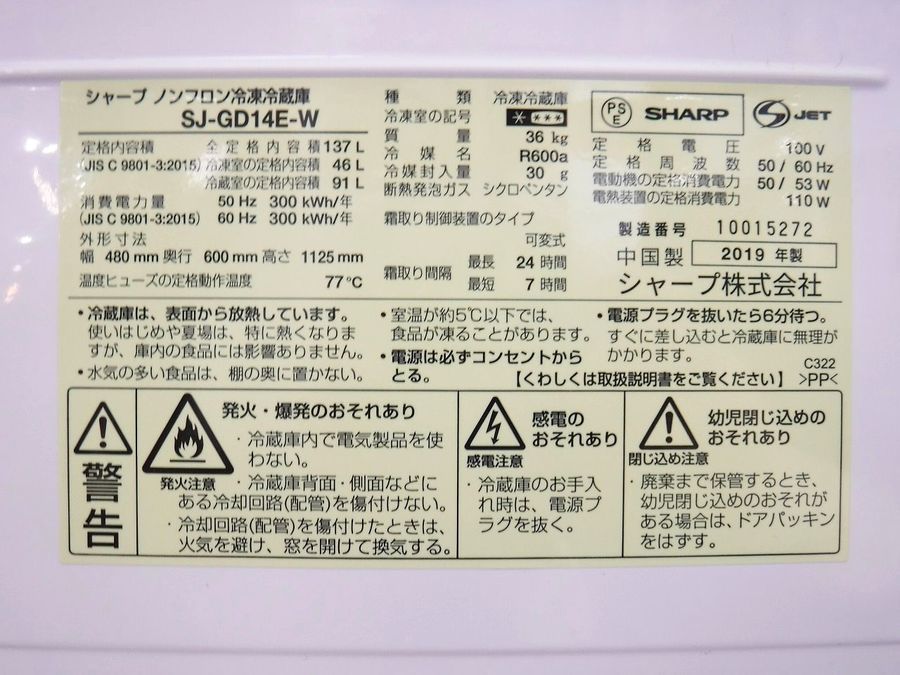 シャープ ノンフロン冷凍冷蔵庫
SJ-GD14E-W
定格内容積 全定格内容積 137 L
(JIS C 9801-3:2015) 冷凍室の定格内容積 46 L
冷蔵室の定格内容積 91 L
消費電力量 50 Hz 300 kWh/年
(JIS C 9801-3:2015) 60 Hz 300 kWh/年
外形寸法
幅 480 mm 奥行 600 mm 高さ 1125 mm
温度ヒューズの定格動作温度 77℃
種類 冷凍冷蔵庫
冷凍室の記号 ****
質量 36 kg
冷媒名 R600a
冷媒封入量 30 g
断熱発泡ガス シクロペンタン
霜取り制御装置のタイプ
可変式
霜取り間隔 最長 24 時間
最短 7 時間
PSE SHARP S JET
定格電圧 100 V
定格周波数 50 / 60 Hz
電動機の定格消費電力 50 / 53 W
電熱装置の定格消費電力 110 W
製造番号 10015272
中国製 2019 年製
シャープ株式会社
・冷蔵庫は、表面から放熱しています。
使いはじめや夏場は、特に熱くなりま
すが、庫内の食品には影響ありません。
・水気の多い食品は、棚の奥に置かない。
・室温が約5℃以下では、
食品が凍ることがあります。
・電源は必ずコンセントから
とる。
・電源プラグを抜いたら6分待つ。
すぐに差し込むと冷蔵庫に無理が
かかります。
【くわしくは取扱説明書をご覧ください】
C322
>PP<
警告
発火・爆発のおそれあり
発火注意
・冷蔵庫内で電気製品を使
わない。
・冷蔵庫背面・側面などに
ある冷却回路(配管)を傷付けない。
・冷却回路(配管)を傷付けたときは、
火気を避け、窓を開けて換気する。
感電の
おそれあり
感電注意
・冷蔵庫のお手入
れ時は、電源プ
ラグを抜く。
幼児閉じ込めの
おそれあり
閉じ込め注意
・廃棄まで保管するとき、
幼児閉じ込めのおそれが
ある場合は、ドアパッキン
をはずす。